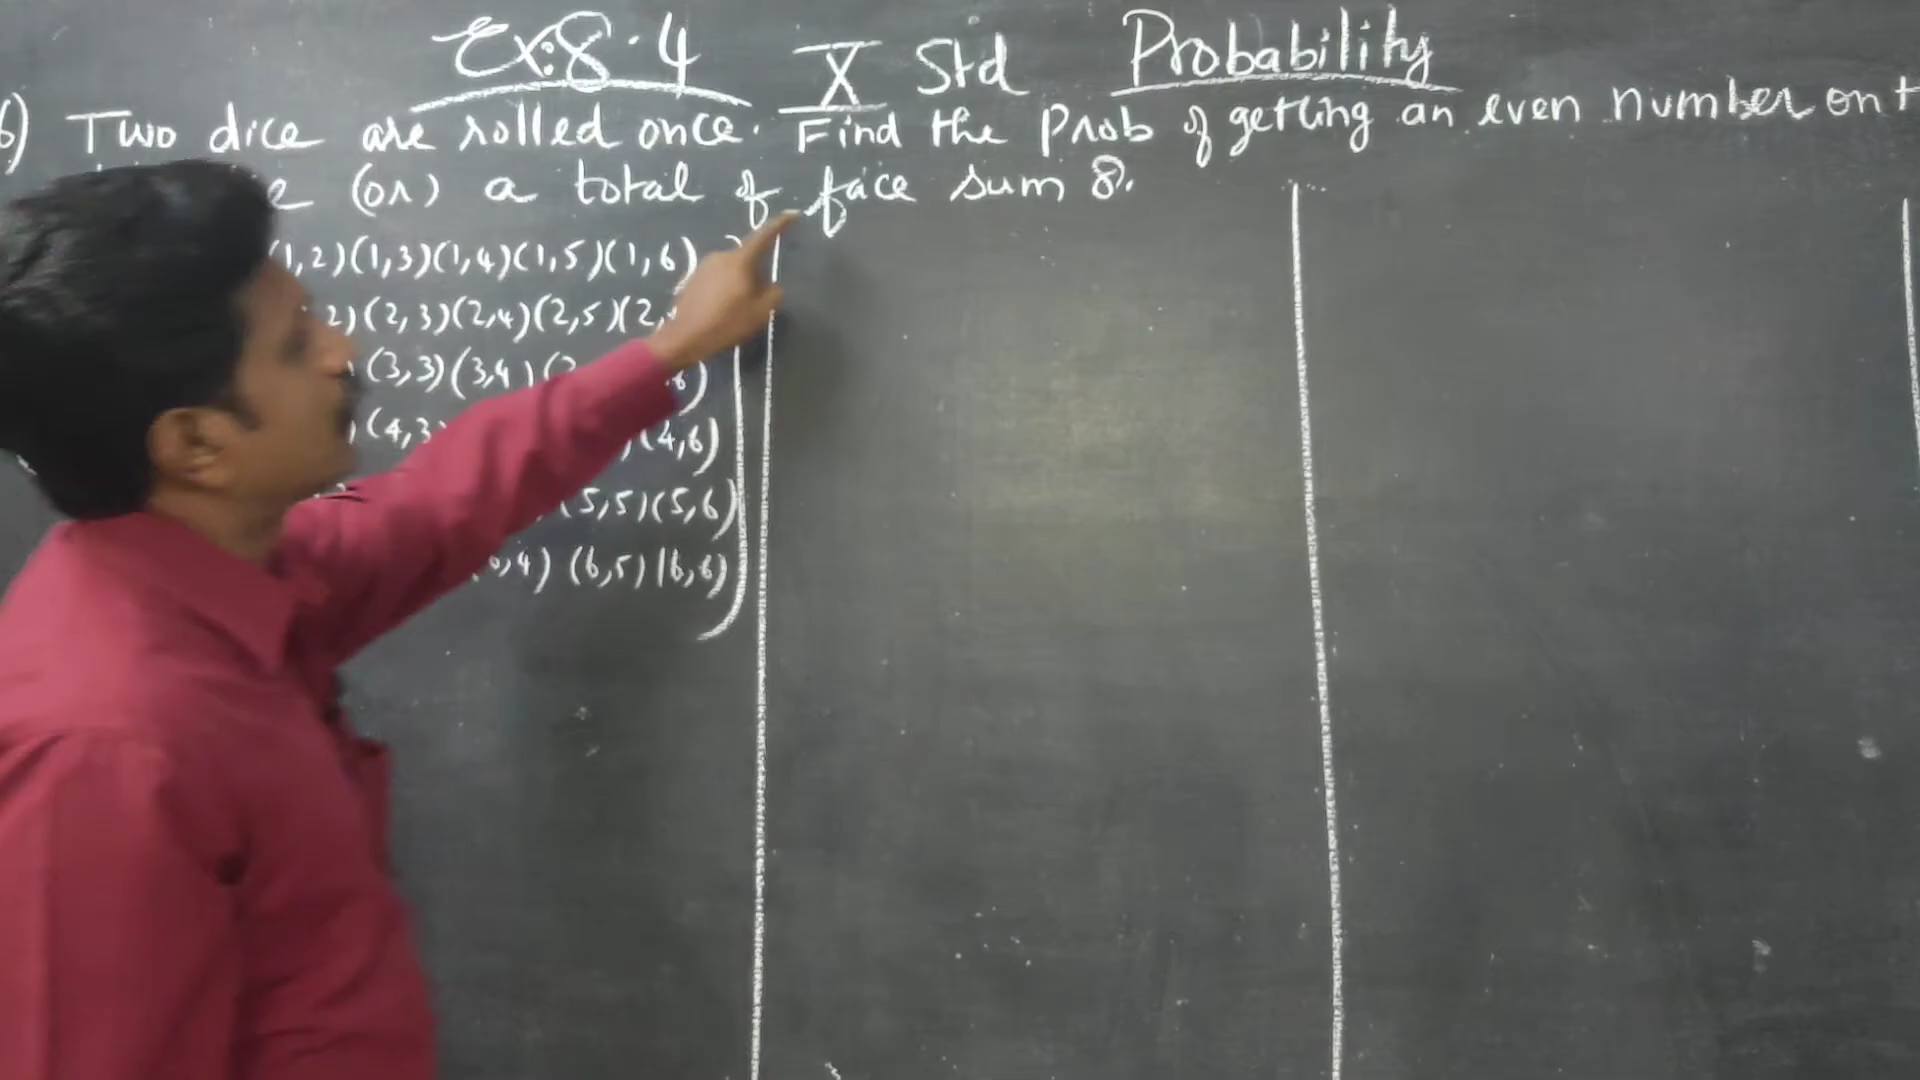 Ex:8.4 X Std Probability
6) Two dice are rolled once. Find the Prob of getting an even number on
(or) a total of face sum 8.
1,2)(1,3)(1,4)(1,5)(1,6)
2)(2,3)(2,4)(2,5)(2,
(3,3)(3,4)
(4,3 (4,6)
(5,5)(5,6)
,4) (6,5)(6,6)